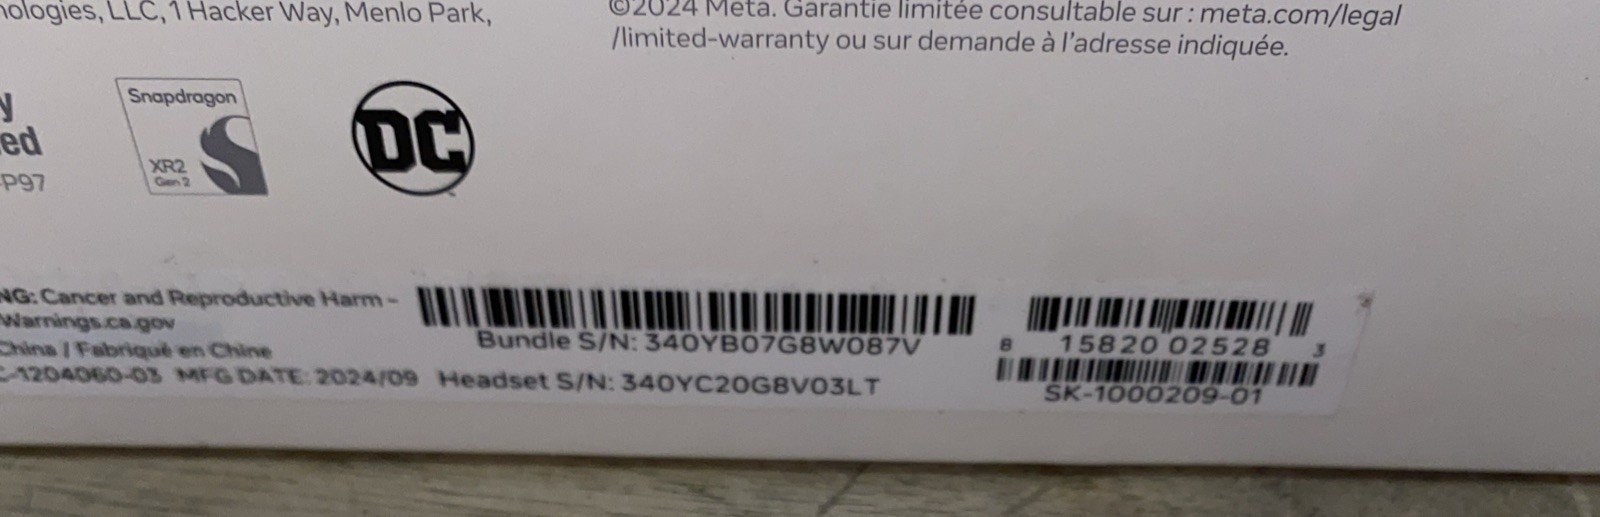 nologies, LLC, 1 Hacker Way, Menlo Park,
©2024 Meta. Garantie limitée consultable sur : meta.com/legal
/limited-warranty ou sur demande à l'adresse indiquée.
y
ed
-P97
Snapdragon
XR2
Gen 2
DC
NG: Cancer and Reproductive Harm –
Warnings.ca.gov
China / Fabriqué en Chine
C-1204060-03 MFG DATE: 2024/09
Bundle S/N: 340YB07G8W087V
Headset S/N: 340YC20G8V03LT
8 15820 02528 3
SK-1000209-01